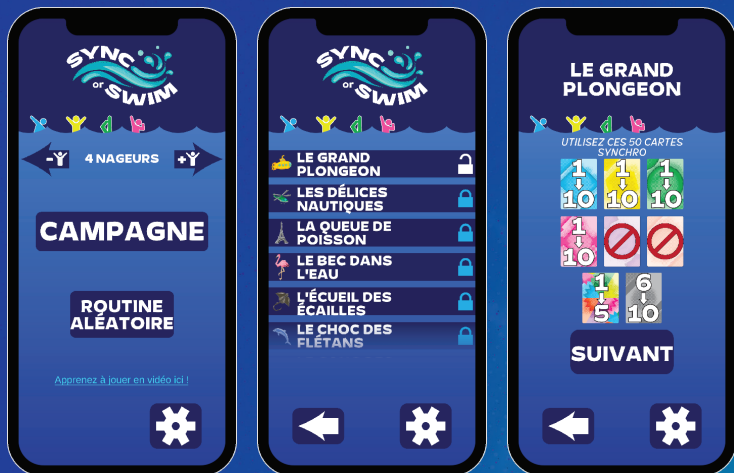 SYNC
or
SWIM
4 NAGEURS
CAMPAGNE
ROUTINE
ALÉATOIRE
Apprenez à jouer en vidéo ici !
SYNC
or
SWIM
LE GRAND
PLONGEON
LES DÉLICES
NAUTIQUES
LA QUEUE DE
POISSON
LE BEC DANS
L'EAU
L'ÉCUEIL DES
ÉCAILLES
LE CHOC DES
FLÉTANS
LE GRAND
PLONGEON
UTILISEZ CES 50 CARTES
SYNCHRO
1 1 1
10 10 10
1
10
1 6
5 10
SUIVANT